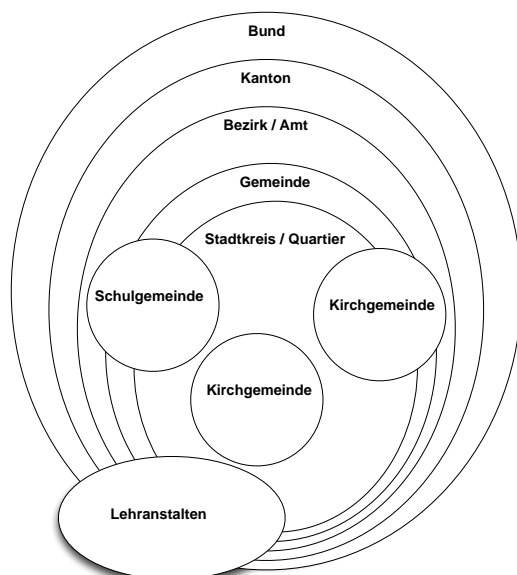 Bund
Kanton
Bezirk / Amt
Gemeinde
Stadtkreis / Quartier
Schulgemeinde
Kirchgemeinde
Kirchgemeinde
Lehranstalten